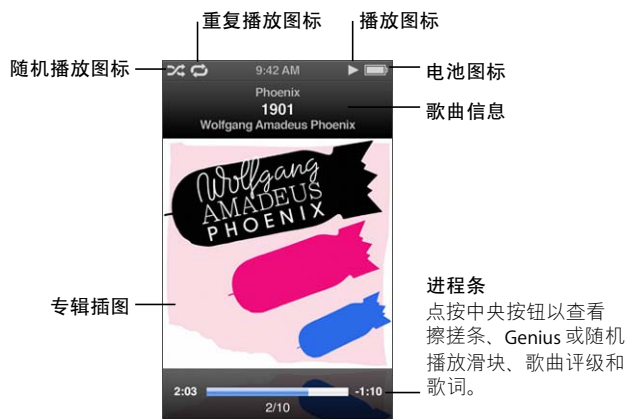 重复播放图标
播放图标
随机播放图标
9:42 AM
电池图标
Phoenix
1901
Wolfgang Amadeus Phoenix
歌曲信息
Wolfgang
AMADEUS
PHOENIX
专辑插图
进程条
点按中央按钮以查看
擦搓条、Genius 或随机
播放滑块、歌曲评级和
歌词。
2:03
-1:10
2/10